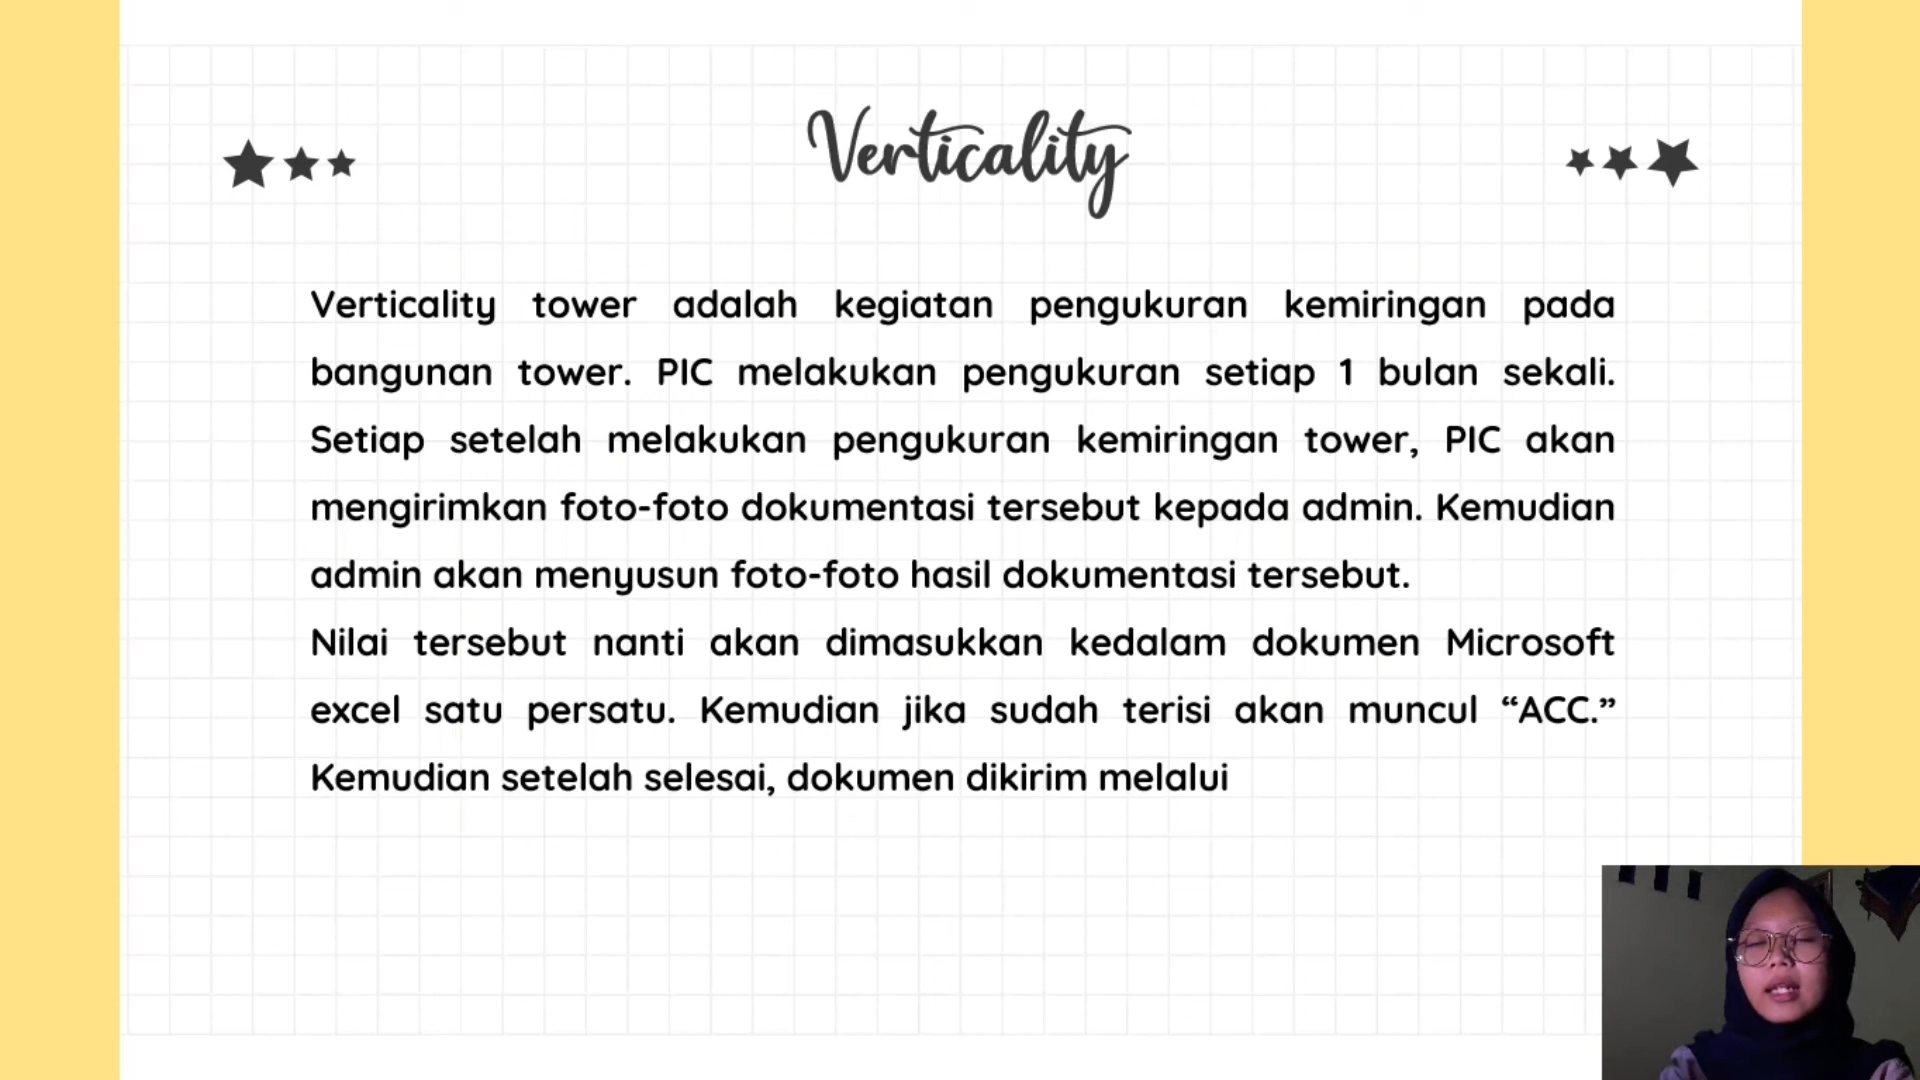 Verticality
Verticality tower adalah kegiatan pengukuran kemiringan pada
bangunan tower. PIC melakukan pengukuran setiap 1 bulan sekali.
Setiap setelah melakukan pengukuran kemiringan tower, PIC akan
mengirimkan foto-foto dokumentasi tersebut kepada admin. Kemudian
admin akan menyusun foto-foto hasil dokumentasi tersebut.
Nilai tersebut nanti akan dimasukkan kedalam dokumen Microsoft
excel satu persatu. Kemudian jika sudah terisi akan muncul “ACC.”
Kemudian setelah selesai, dokumen dikirim melalui